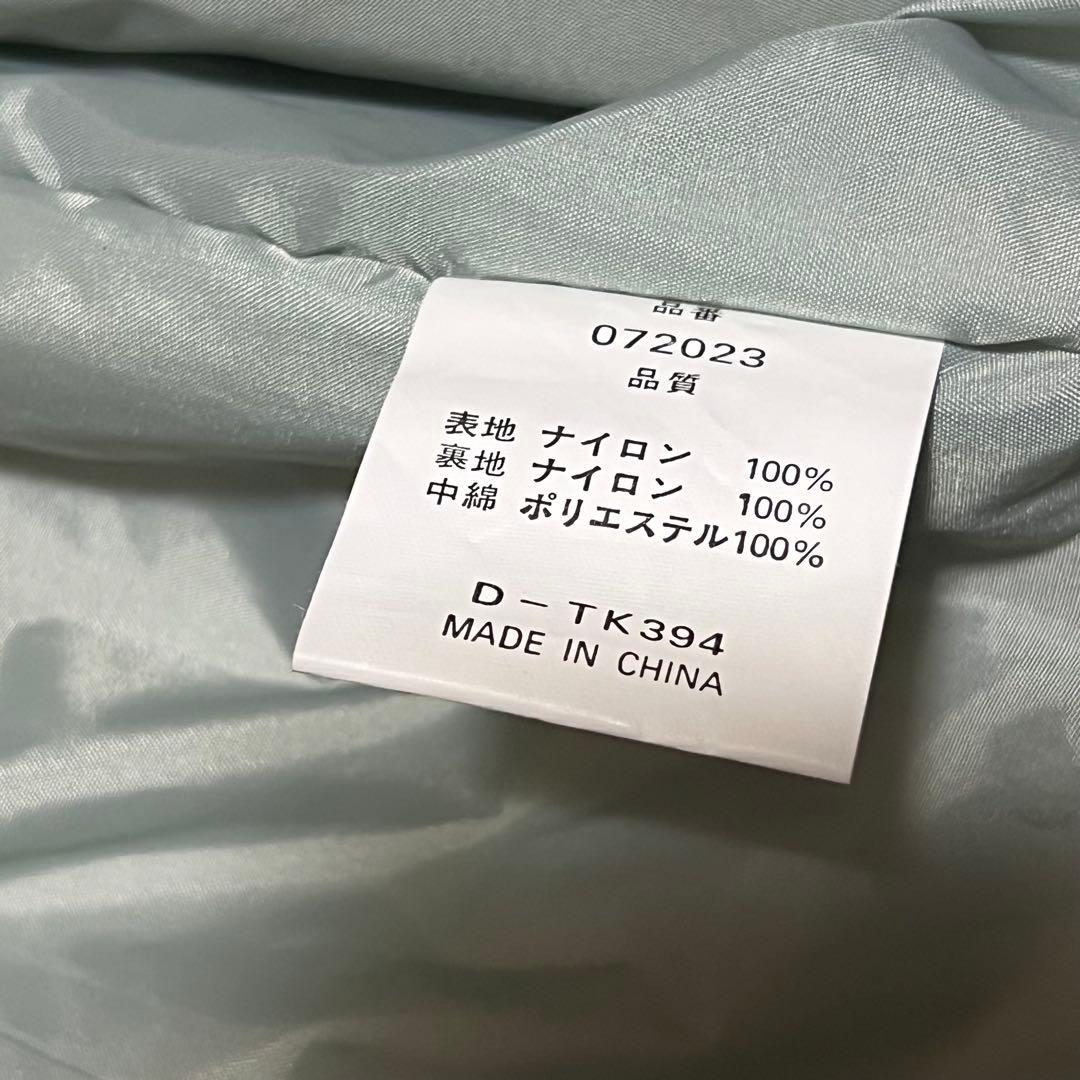 品番
072023
品質
表地 ナイロン 100%
裏地 ナイロン 100%
中綿 ポリエステル100%
D-TK394
MADE IN CHINA